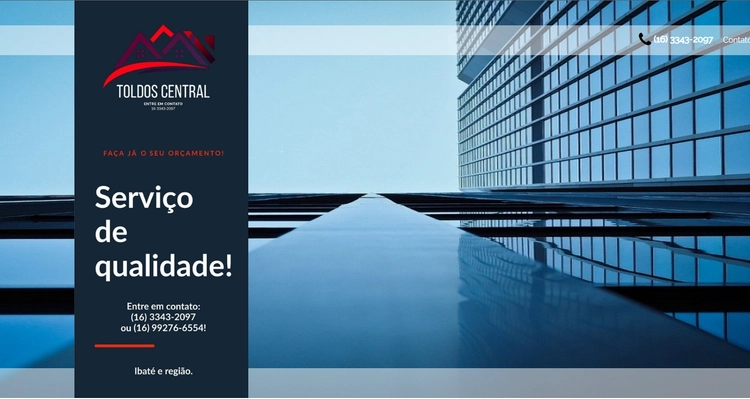 (16) 3343-2097 Contato
TOLDOS CENTRAL
ENTRE EM CONTATO
16 3343-2097
FAÇA JÁ O SEU ORÇAMENTO!
Serviço
de
qualidade!
Entre em contato:
(16) 3343-2097
ou (16) 99276-6554!
Ibaté e região.